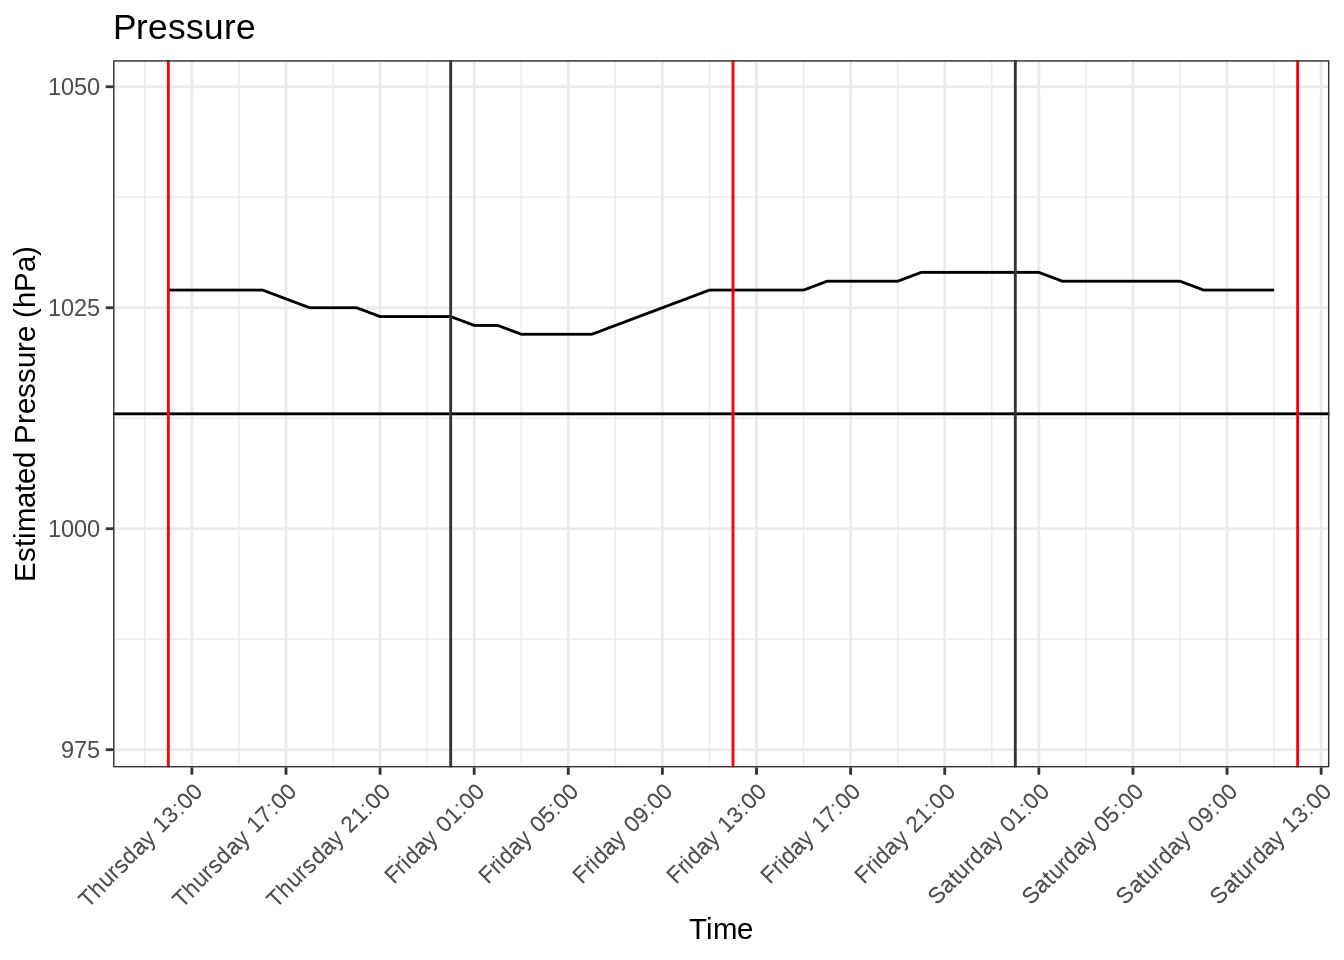 Pressure
Estimated Pressure (hPa)
1050
1025
1000
975
Thursday 13:00
Thursday 17:00
Thursday 21:00
Friday 01:00
Friday 05:00
Friday 09:00
Friday 13:00
Friday 17:00
Friday 21:00
Saturday 01:00
Saturday 05:00
Saturday 09:00
Saturday 13:00
Time